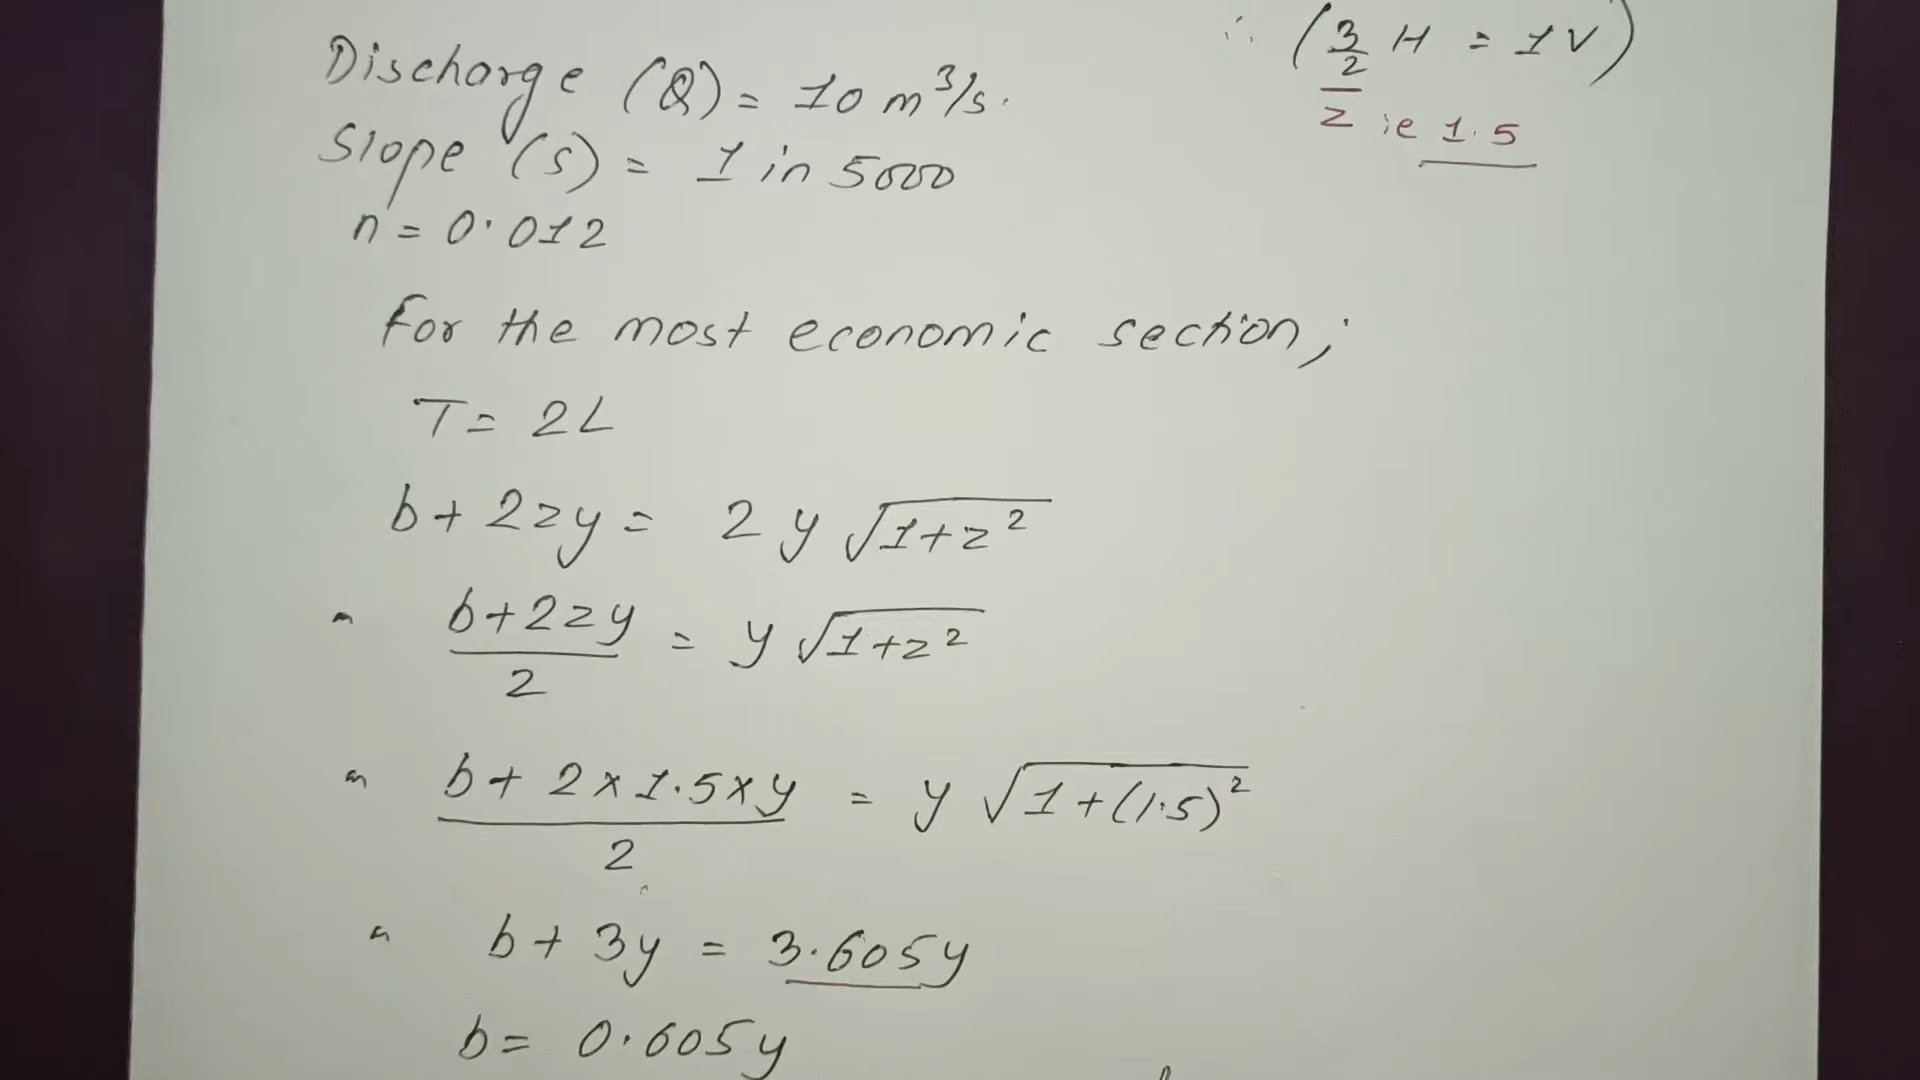 Discharge (Q) = 10 m³/s.
Slope (S) = 1 in 5000
n = 0.012
∴ (3/2 H = 1V)
z ie 1.5
For the most economic section;
T = 2L
b + 2zy = 2y √(1+z²)
(b+2zy)/2 = y √(1+z²)
(b + 2×1.5×y)/2 = y √(1+(1.5)²)
b + 3y = 3.605y
b = 0.605y